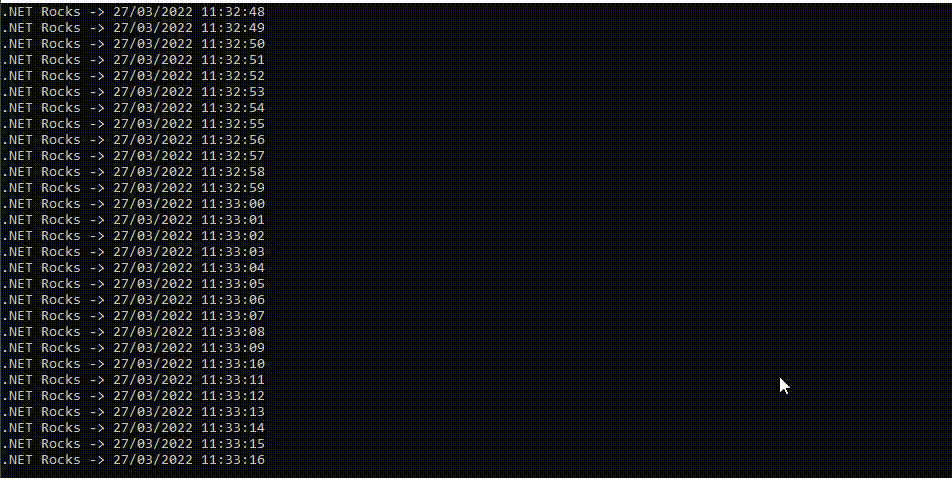 .NET Rocks -> 27/03/2022 11:32:48
.NET Rocks -> 27/03/2022 11:32:49
.NET Rocks -> 27/03/2022 11:32:50
.NET Rocks -> 27/03/2022 11:32:51
.NET Rocks -> 27/03/2022 11:32:52
.NET Rocks -> 27/03/2022 11:32:53
.NET Rocks -> 27/03/2022 11:32:54
.NET Rocks -> 27/03/2022 11:32:55
.NET Rocks -> 27/03/2022 11:32:56
.NET Rocks -> 27/03/2022 11:32:57
.NET Rocks -> 27/03/2022 11:32:58
.NET Rocks -> 27/03/2022 11:32:59
.NET Rocks -> 27/03/2022 11:33:00
.NET Rocks -> 27/03/2022 11:33:01
.NET Rocks -> 27/03/2022 11:33:02
.NET Rocks -> 27/03/2022 11:33:03
.NET Rocks -> 27/03/2022 11:33:04
.NET Rocks -> 27/03/2022 11:33:05
.NET Rocks -> 27/03/2022 11:33:06
.NET Rocks -> 27/03/2022 11:33:07
.NET Rocks -> 27/03/2022 11:33:08
.NET Rocks -> 27/03/2022 11:33:09
.NET Rocks -> 27/03/2022 11:33:10
.NET Rocks -> 27/03/2022 11:33:11
.NET Rocks -> 27/03/2022 11:33:12
.NET Rocks -> 27/03/2022 11:33:13
.NET Rocks -> 27/03/2022 11:33:14
.NET Rocks -> 27/03/2022 11:33:15
.NET Rocks -> 27/03/2022 11:33:16